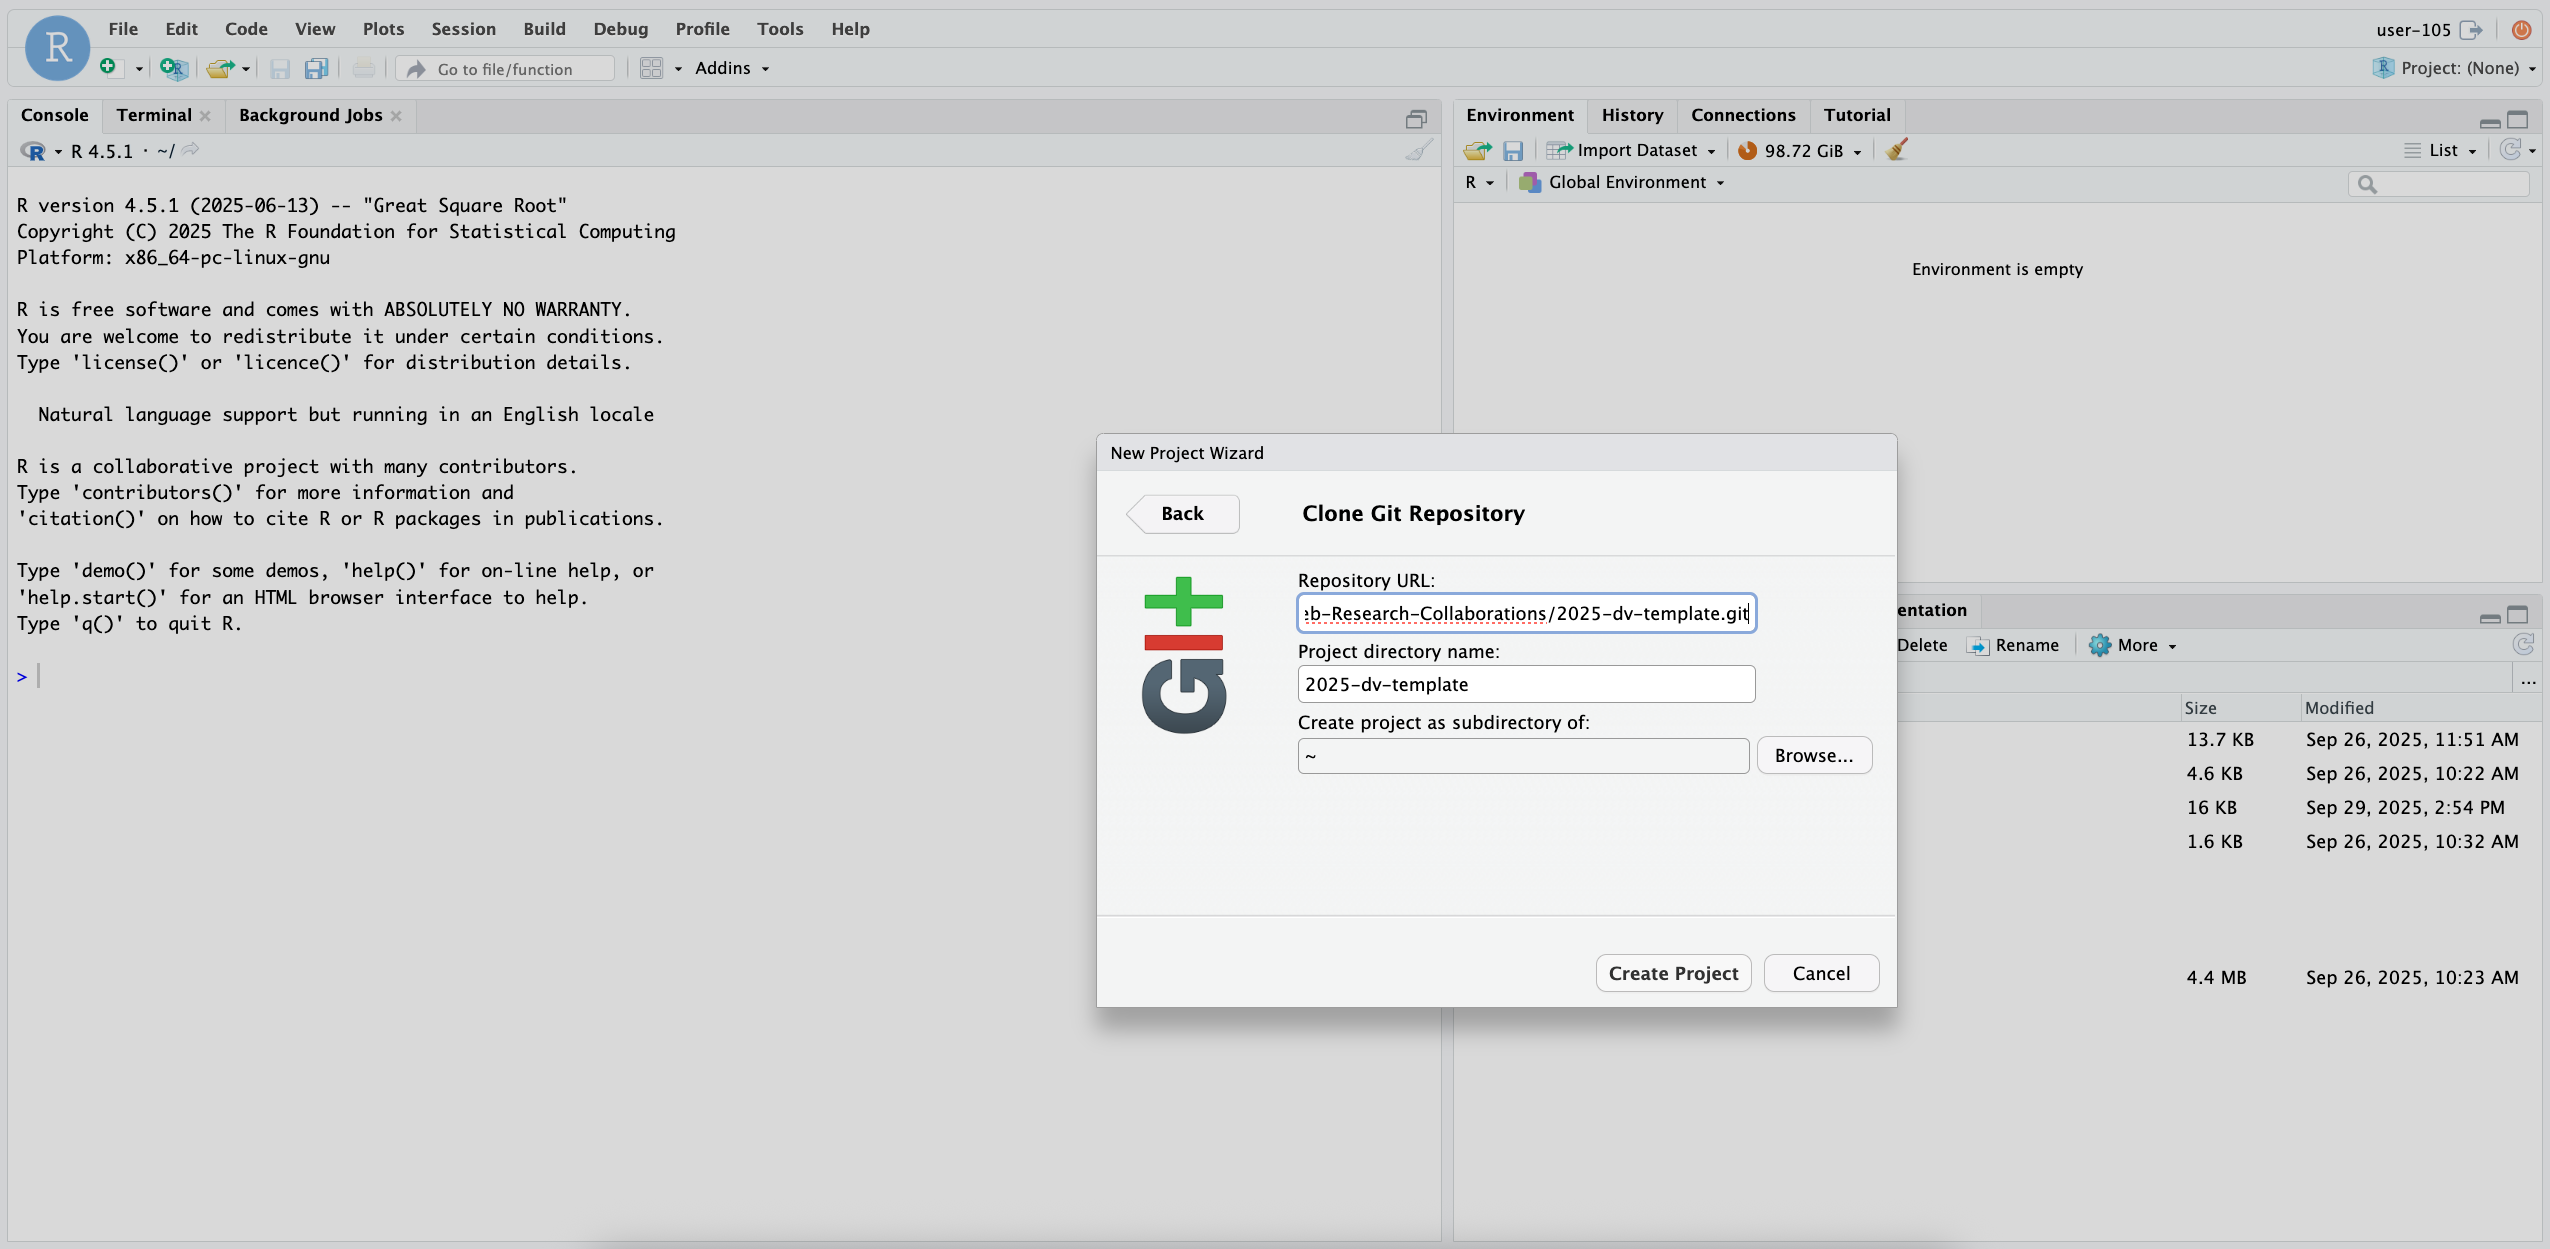 File Edit Code View Plots Session Build Debug Profile Tools Help
user-105
R
Go to file/function
Addins
Project: (None)
Console Terminal Background Jobs
R 4.5.1 · ~/
R version 4.5.1 (2025-06-13) -- "Great Square Root"
Copyright (C) 2025 The R Foundation for Statistical Computing
Platform: x86_64-pc-linux-gnu
R is free software and comes with ABSOLUTELY NO WARRANTY.
You are welcome to redistribute it under certain conditions.
Type 'license()' or 'licence()' for distribution details.
Natural language support but running in an English locale
R is a collaborative project with many contributors.
Type 'contributors()' for more information and
'citation()' on how to cite R or R packages in publications.
Type 'demo()' for some demos, 'help()' for on-line help, or
'help.start()' for an HTML browser interface to help.
Type 'q()' to quit R.
>
Environment History Connections Tutorial
Import Dataset 98.72 GiB List
R Global Environment
Environment is empty
New Project Wizard
Back Clone Git Repository
Git
Repository URL:
eb-Research-Collaborations/2025-dv-template.git
Project directory name:
2025-dv-template
Create project as subdirectory of:
~ Browse...
Create Project Cancel
entation
Delete Rename More
...
Size Modified
13.7 KB Sep 26, 2025, 11:51 AM
4.6 KB Sep 26, 2025, 10:22 AM
16 KB Sep 29, 2025, 2:54 PM
1.6 KB Sep 26, 2025, 10:32 AM
4.4 MB Sep 26, 2025, 10:23 AM